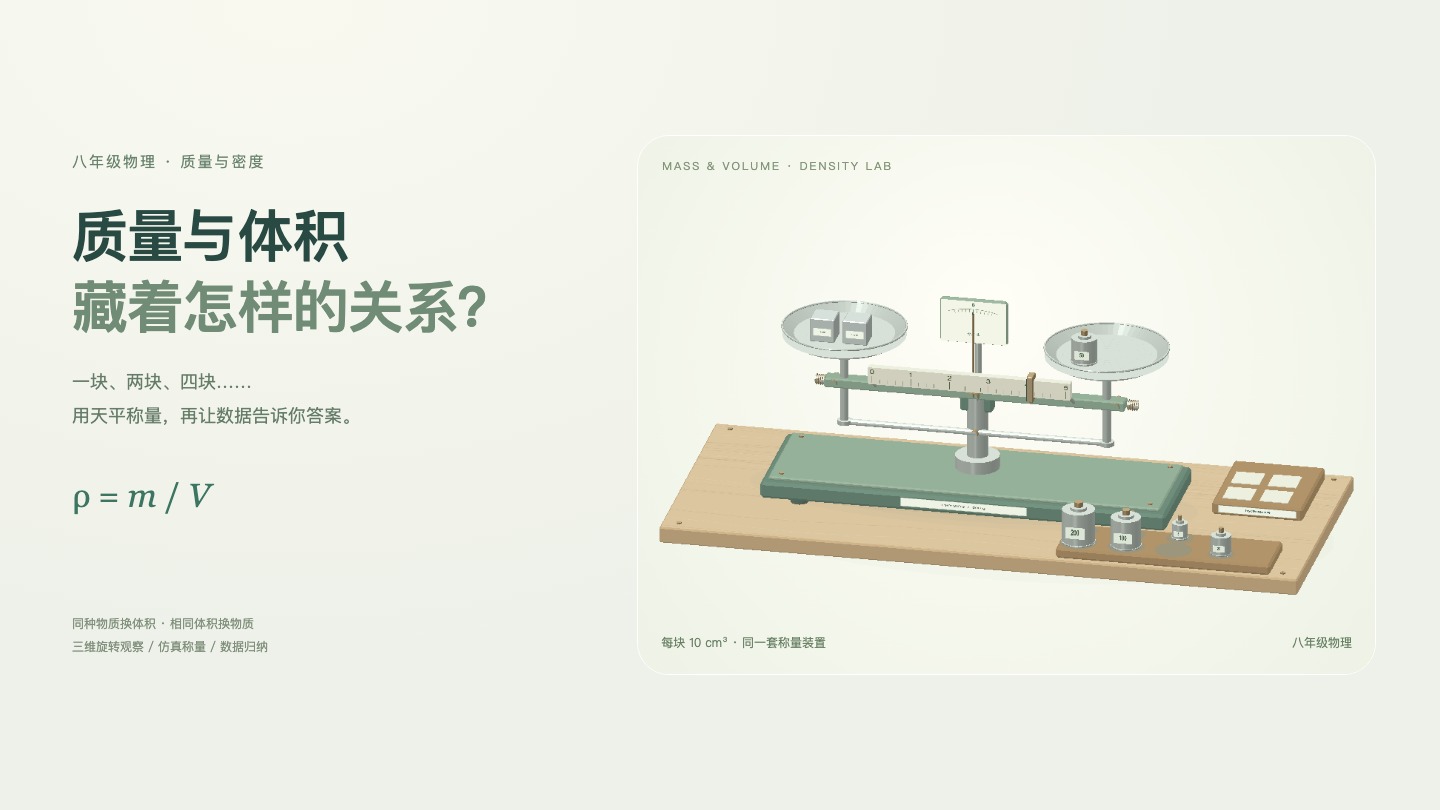 八年级物理 · 质量与密度
质量与体积
藏着怎样的关系?
一块、两块、四块……
用天平称量，再让数据告诉你答案。
ρ = m / V
同种物质换体积 · 相同体积换物质
三维旋转观察 / 仿真称量 / 数据归纳
MASS & VOLUME · DENSITY LAB
0 1 2 3 5
50
200
100
每块 10 cm³ · 同一套称量装置
八年级物理